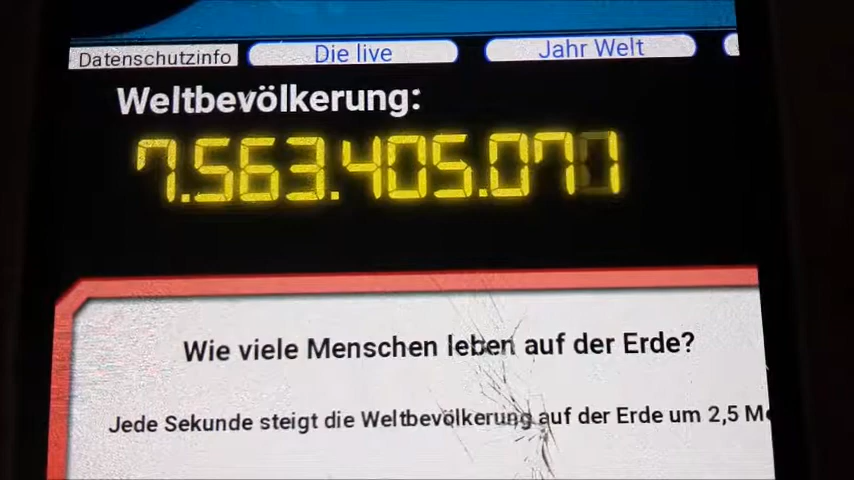 Datenschutzinfo
Die live
Jahr Welt
Weltbevölkerung:
7.563.405.071
Wie viele Menschen leben auf der Erde?
Jede Sekunde steigt die Weltbevölkerung auf der Erde um 2,5